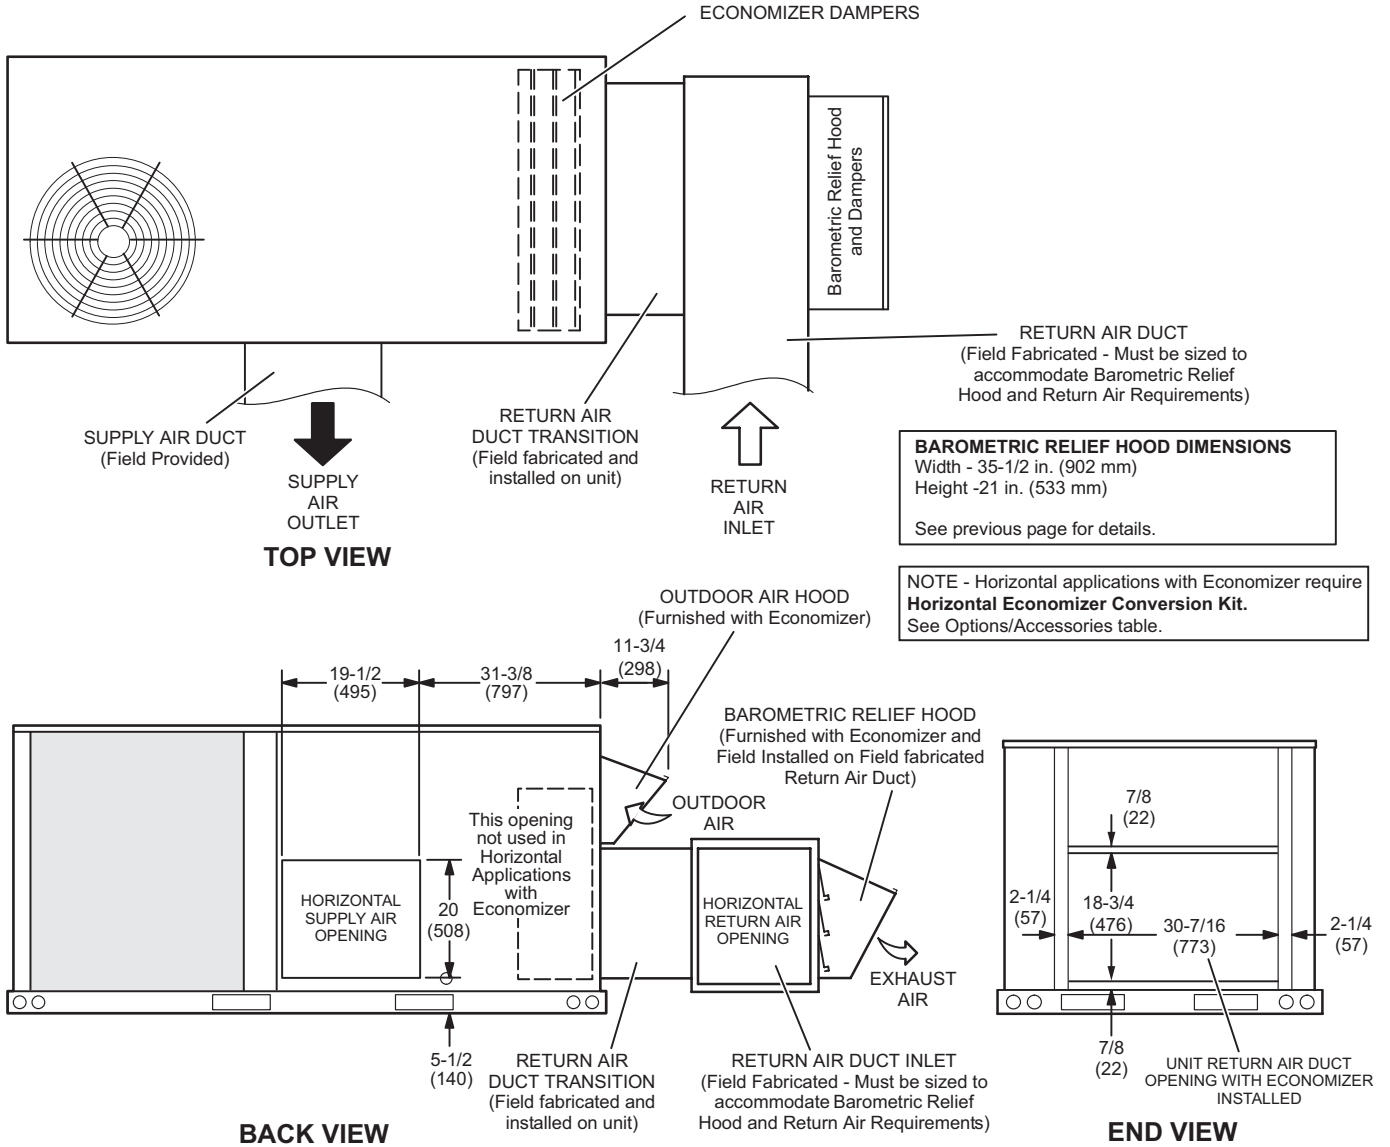 ECONOMIZER DAMPERS
Barometric Relief Hood
and Dampers
RETURN AIR DUCT
(Field Fabricated - Must be sized to
accommodate Barometric Relief
Hood and Return Air Requirements)
SUPPLY AIR DUCT
(Field Provided)
SUPPLY
AIR
OUTLET
RETURN AIR
DUCT TRANSITION
(Field fabricated and
installed on unit)
RETURN
AIR
INLET
TOP VIEW
BAROMETRIC RELIEF HOOD DIMENSIONS
Width - 35-1/2 in. (902 mm)
Height -21 in. (533 mm)
See previous page for details.
NOTE - Horizontal applications with Economizer require
Horizontal Economizer Conversion Kit.
See Options/Accessories table.
OUTDOOR AIR HOOD
(Furnished with Economizer)
19-1/2
(495)
31-3/8
(797)
11-3/4
(298)
BAROMETRIC RELIEF HOOD
(Furnished with Economizer and
Field Installed on Field fabricated
Return Air Duct)
OUTDOOR
AIR
This opening
not used in
Horizontal
Applications
with
Economizer
HORIZONTAL
SUPPLY AIR
OPENING
20
(508)
HORIZONTAL
RETURN AIR
OPENING
EXHAUST
AIR
5-1/2
(140)
RETURN AIR
DUCT TRANSITION
(Field fabricated and
installed on unit)
RETURN AIR DUCT INLET
(Field Fabricated - Must be sized to
accommodate Barometric Relief
Hood and Return Air Requirements)
BACK VIEW
7/8
(22)
2-1/4
(57)
18-3/4
(476)
30-7/16
(773)
2-1/4
(57)
7/8
(22)
UNIT RETURN AIR DUCT
OPENING WITH ECONOMIZER
INSTALLED
END VIEW